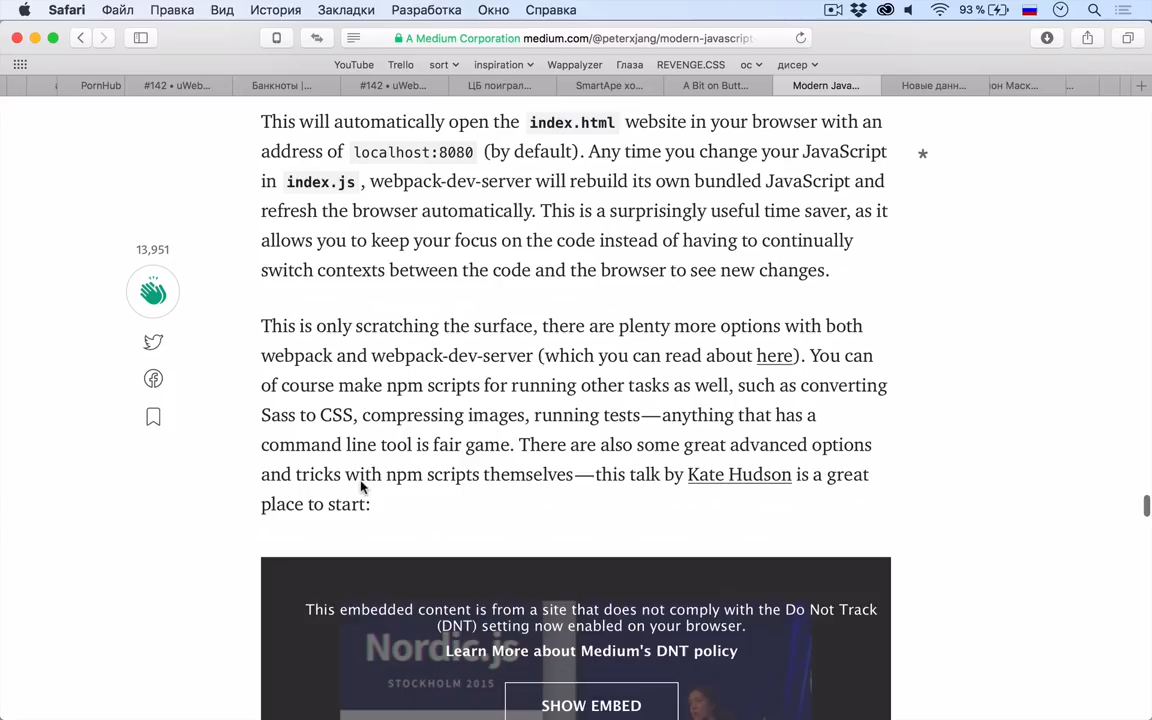 Safari Файл Правка Вид История Закладки Разработка Окно Справка 93 %
A Medium Corporation medium.com/@peterxjang/modern-javascript-
YouTube Trello sort inspiration Wappalyzer Глаза REVENGE.CSS ос дисер
PornHub #142 • uWeb... Банкноты |... #142 • uWeb... ЦБ поиграл... SmartApe хо... A Bit on Butt... Modern Java... Новые данн... он Маск... ...
This will automatically open the index.html website in your browser with an
address of localhost:8080 (by default). Any time you change your JavaScript *
in index.js, webpack-dev-server will rebuild its own bundled JavaScript and
refresh the browser automatically. This is a surprisingly useful time saver, as it
allows you to keep your focus on the code instead of having to continually
switch contexts between the code and the browser to see new changes.
13,951
This is only scratching the surface, there are plenty more options with both
webpack and webpack-dev-server (which you can read about here). You can
of course make npm scripts for running other tasks as well, such as converting
Sass to CSS, compressing images, running tests—anything that has a
command line tool is fair game. There are also some great advanced options
and tricks with npm scripts themselves—this talk by Kate Hudson is a great
place to start:
This embedded content is from a site that does not comply with the Do Not Track
(DNT) setting now enabled on your browser.
Nordic.js
Learn More about Medium's DNT policy
STOCKHOLM 2015
SHOW EMBED